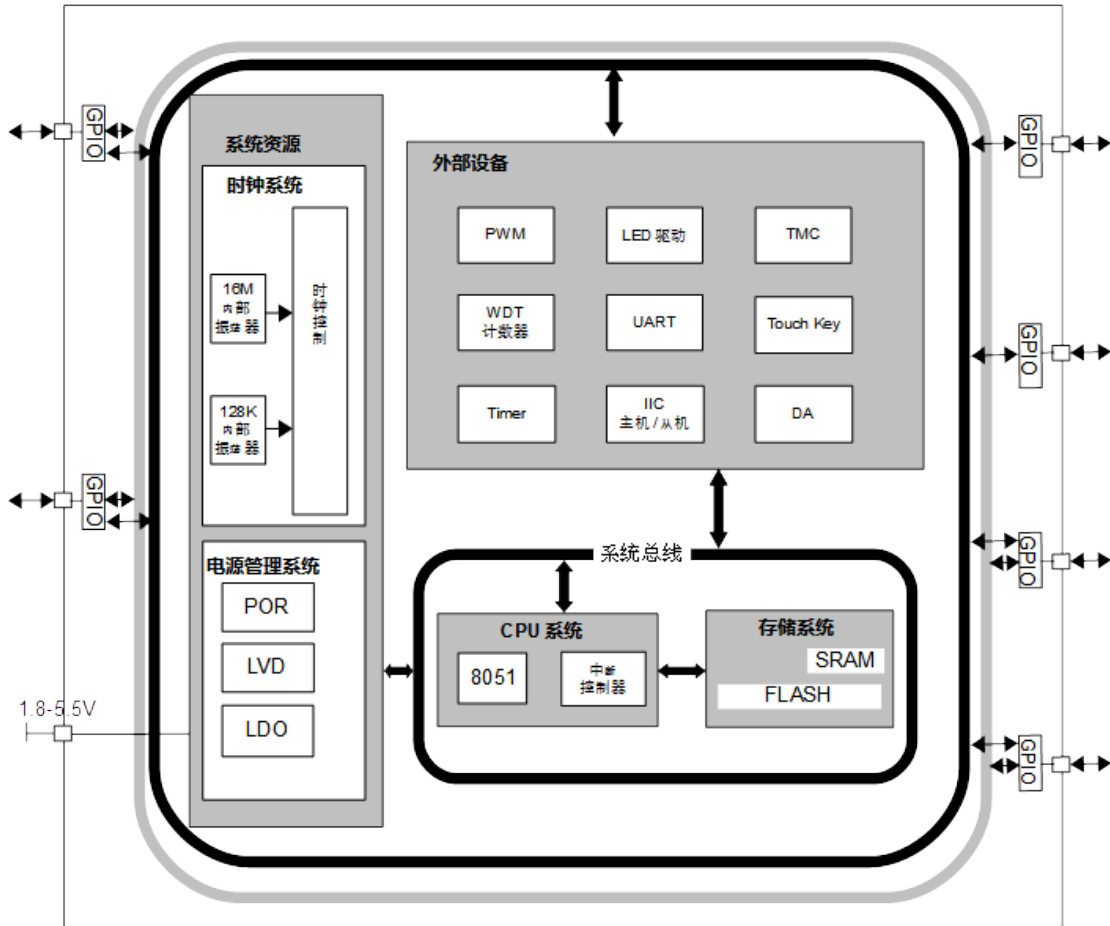 GPIO
GPIO
系统资源
时钟系统
16M
内部
振荡器
时钟控制
128K
内部
振荡器
GPIO
电源管理系统
POR
LVD
LDO
1.8-5.5V
外部设备
PWM
LED 驱动
TMC
WDT
计数器
UART
Touch Key
Timer
IIC
主机 / 从机
DA
GPIO
系统总线
CPU 系统
8051
中断
控制器
存储系统
SRAM
FLASH
GPIO
GPIO